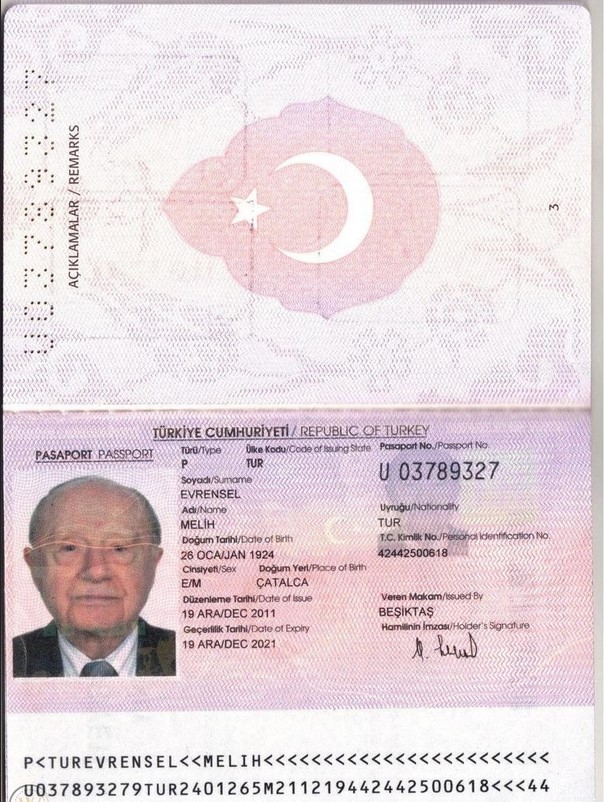 U 03789327
AÇIKLAMALAR / REMARKS
3
TÜRKİYE CUMHURİYETİ / REPUBLIC OF TURKEY
PASAPORT PASSPORT
Türü/Type Ülke Kodu/Code of Issuing State Pasaport No./Passport No.
P TUR U 03789327
Soyadı/Surname
EVRENSEL
Adı/Name Uyruğu/Nationality
MELİH TUR
Doğum Tarihi/Date of Birth T.C. Kimlik No./Personal Identification No.
26 OCA/JAN 1924 42442500618
Cinsiyeti/Sex Doğum Yeri/Place of Birth
E/M ÇATALCA
Düzenleme Tarihi/Date of Issue Veren Makam/Issued By
19 ARA/DEC 2011 BEŞİKTAŞ
Geçerlilik Tarihi/Date of Expiry Hamilinin İmzası/Holder's Signature
19 ARA/DEC 2021
P<TUREVRENSEL<<MELIH<<<<<<<<<<<<<<<<<<<<<<<<
U037893279TUR2401265M21121944244250​0618<<<44